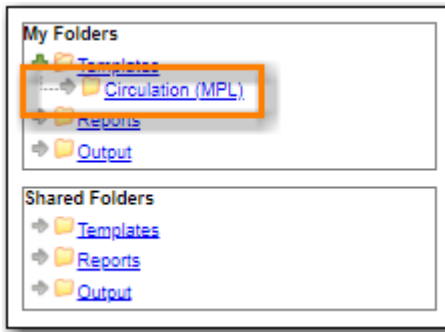 My Folders
Templates
Circulation (MPL)
Reports
Output
Shared Folders
Templates
Reports
Output